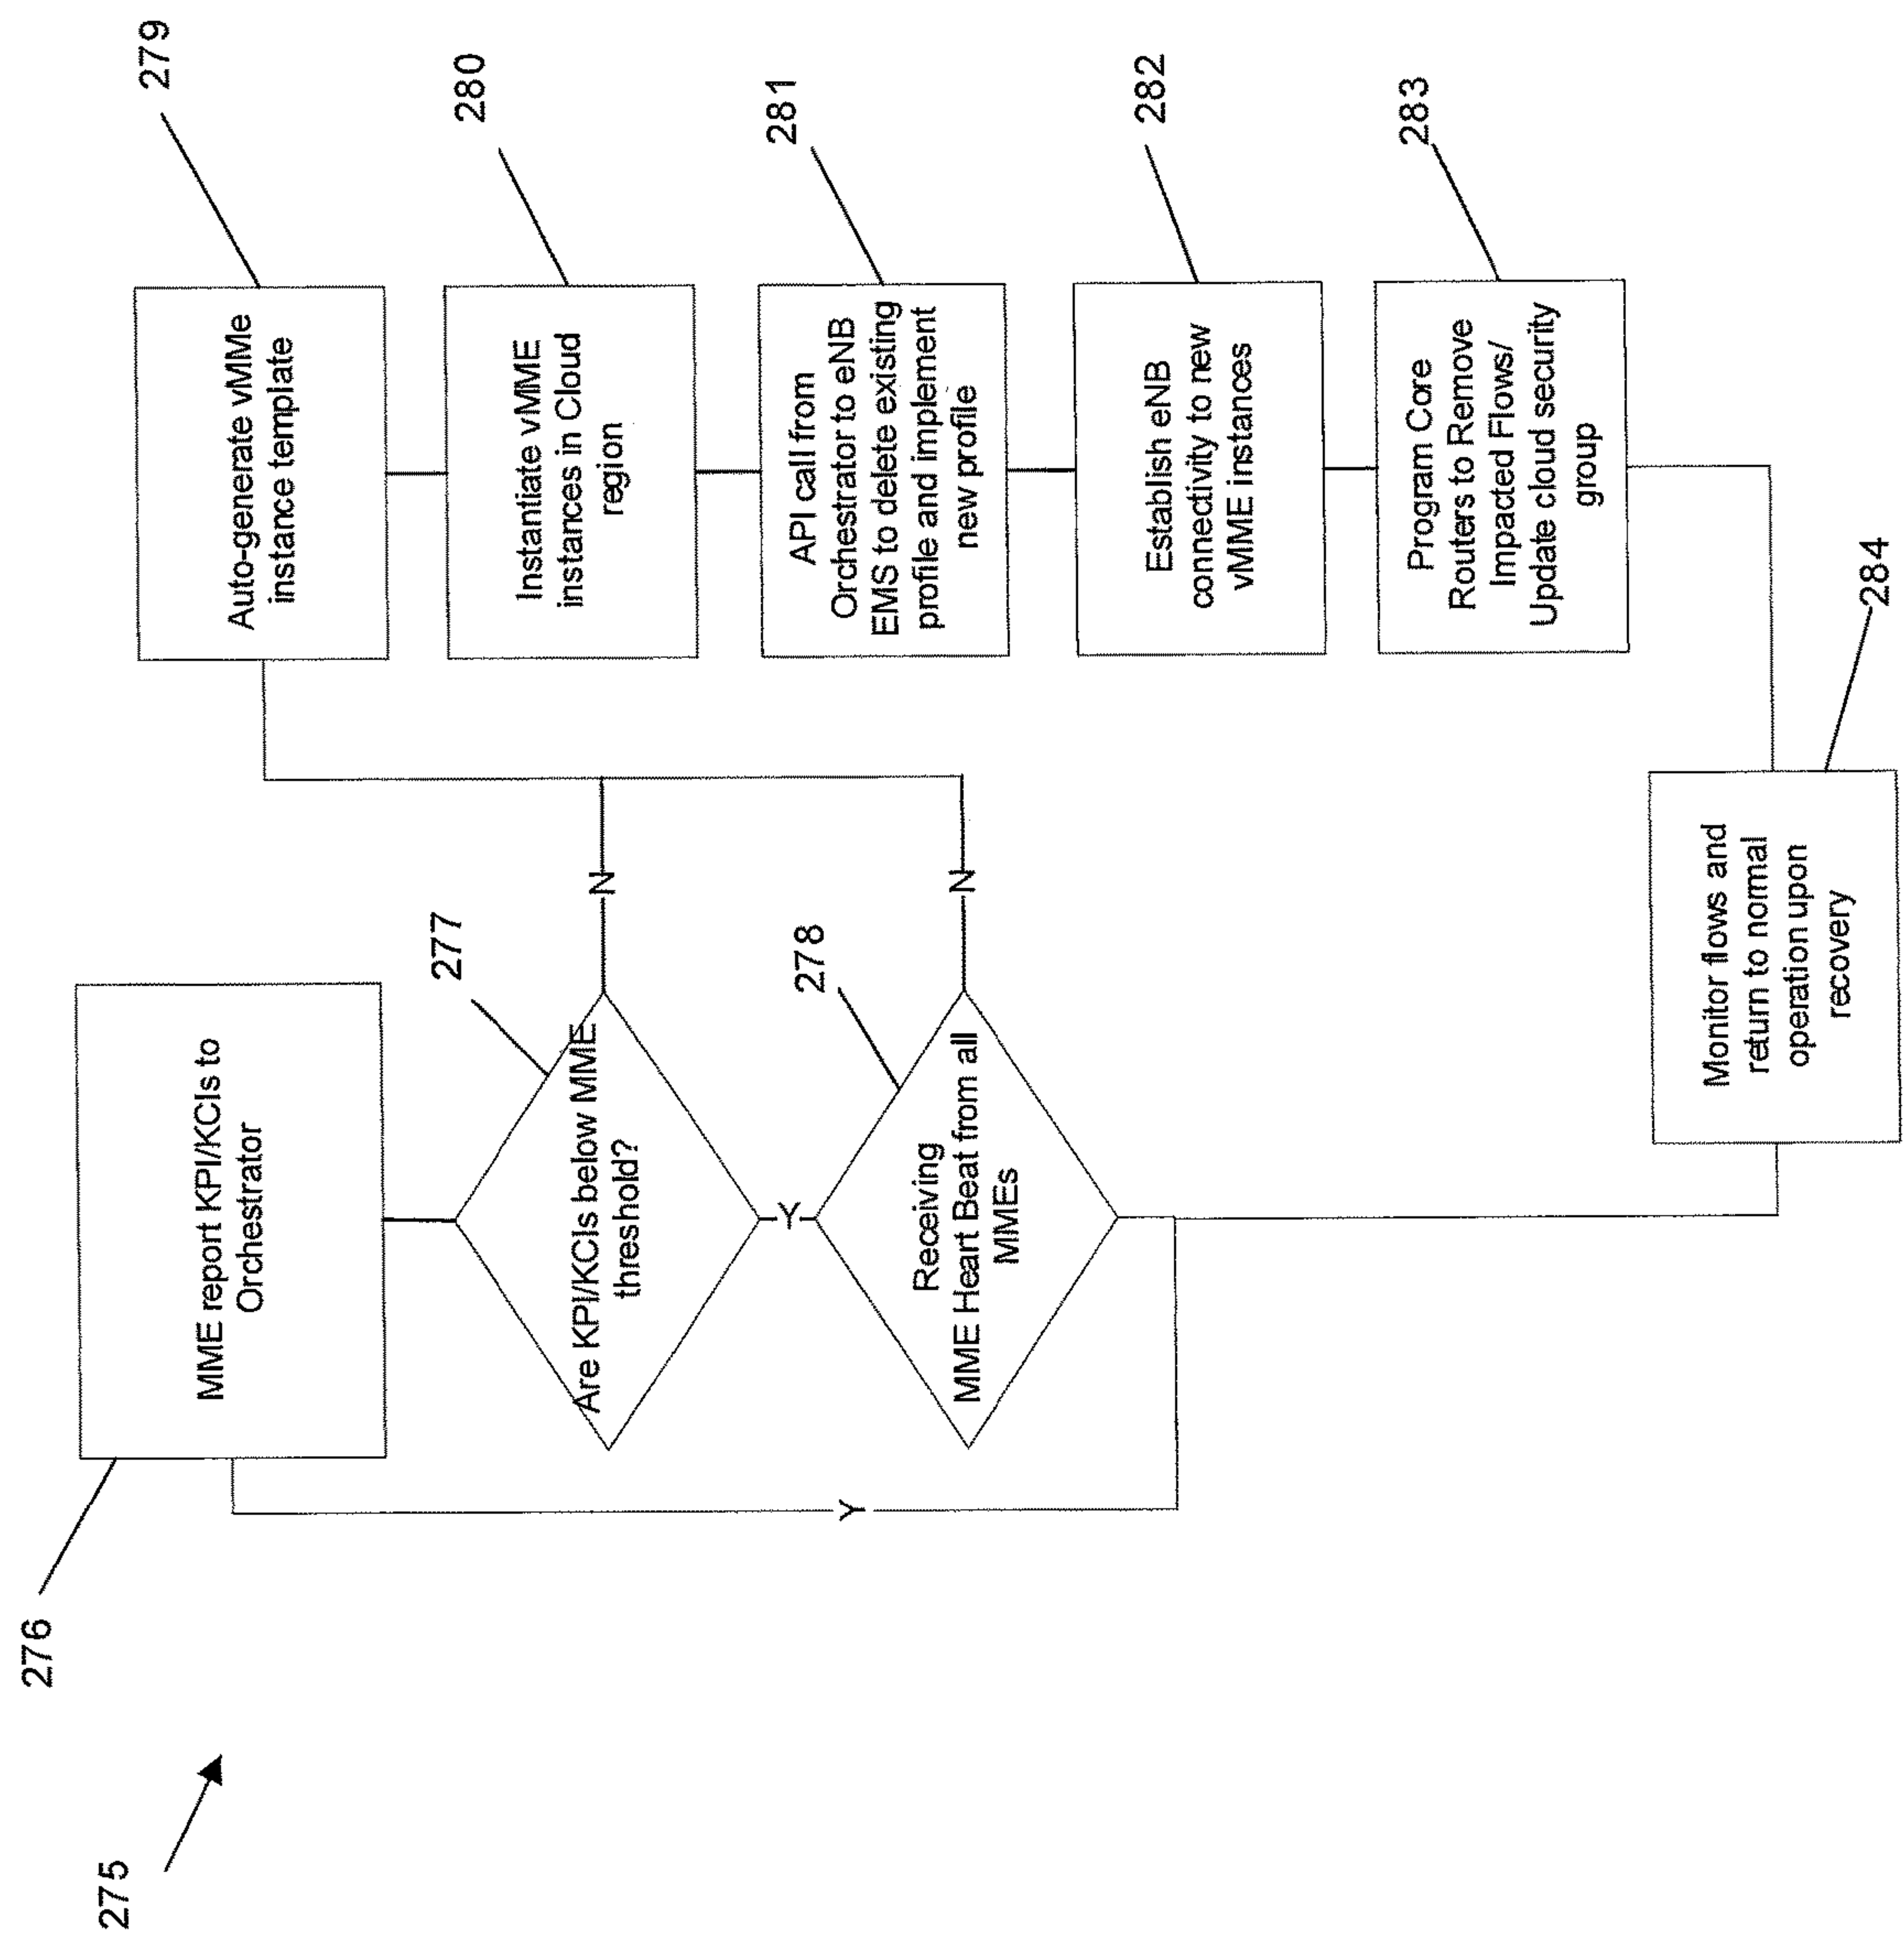 275
276
MME report KPI/KCIs to
Orchestrator
277
Are KPI/KCIs below MME
threshold?
N
Y
278
Receiving
MME Heart Beat from all
MMEs
N
Y
279
Auto-generate vMMe
instance template
280
Instantiate vMME
instances in Cloud
region
281
API call from
Orchestrator to eNB
EMS to delete existing
profile and implement
new profile
282
Establish eNB
connectivity to new
vMME instances
283
Program Core
Routers to Remove
Impacted Flows/
Update cloud security
group
284
Monitor flows and
return to normal
operation upon
recovery